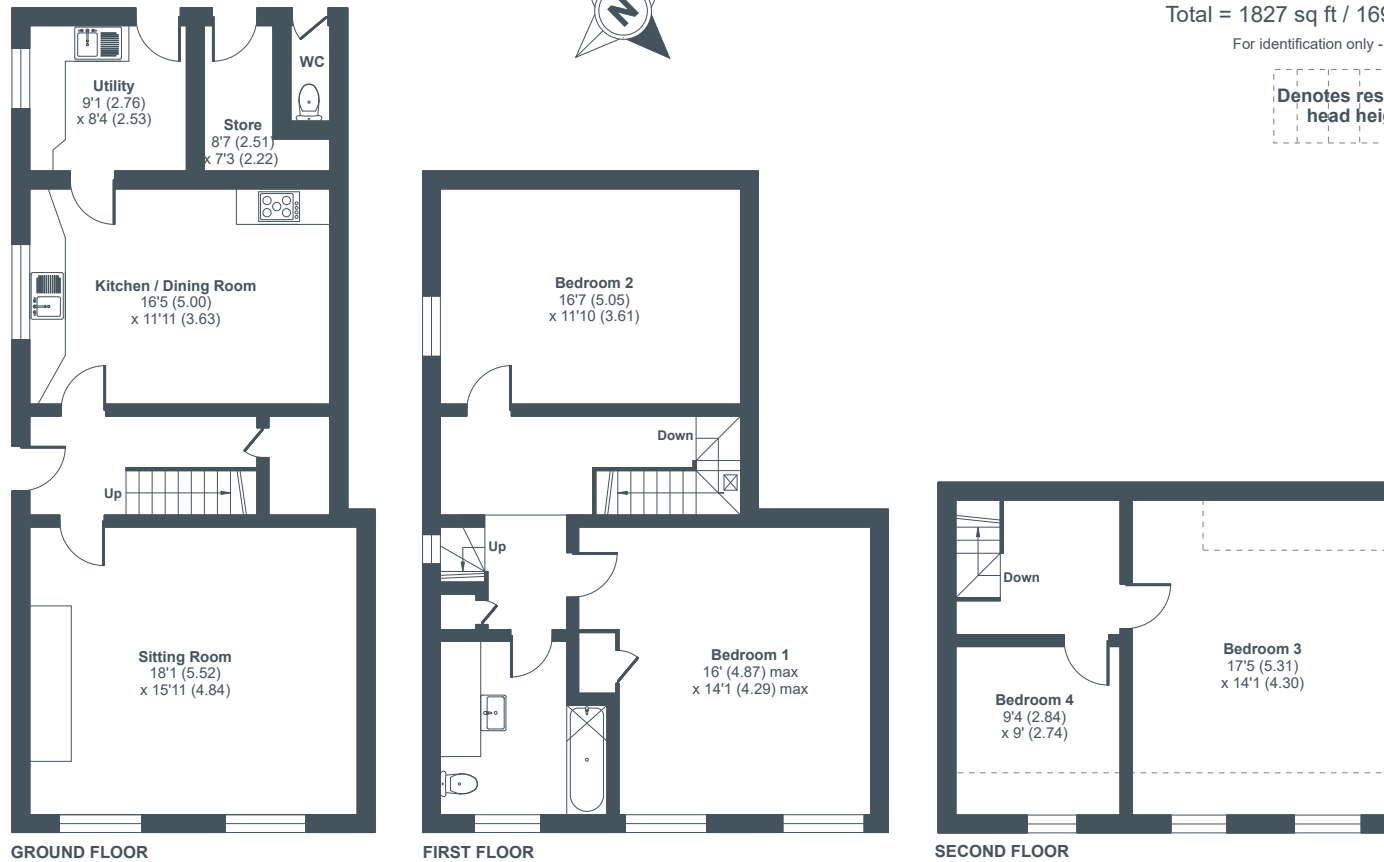 Total = 1827 sq ft / 169
For identification only -
Denotes res
head hei
N
Utility
9'1 (2.76)
x 8'4 (2.53)
Store
8'7 (2.51)
x 7'3 (2.22)
WC
Kitchen / Dining Room
16'5 (5.00)
x 11'11 (3.63)
Up
Sitting Room
18'1 (5.52)
x 15'11 (4.84)
GROUND FLOOR
Bedroom 2
16'7 (5.05)
x 11'10 (3.61)
Down
Up
Bedroom 1
16' (4.87) max
x 14'1 (4.29) max
FIRST FLOOR
Down
Bedroom 3
17'5 (5.31)
x 14'1 (4.30)
Bedroom 4
9'4 (2.84)
x 9' (2.74)
SECOND FLOOR